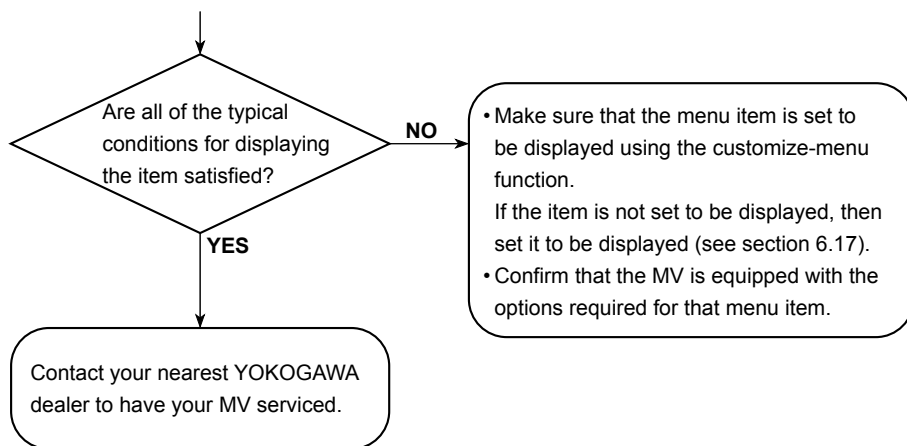 Are all of the typical
conditions for displaying
the item satisfied?
NO
• Make sure that the menu item is set to
be displayed using the customize-menu
function.
If the item is not set to be displayed, then
set it to be displayed (see section 6.17).
• Confirm that the MV is equipped with the
options required for that menu item.
YES
Contact your nearest YOKOGAWA
dealer to have your MV serviced.